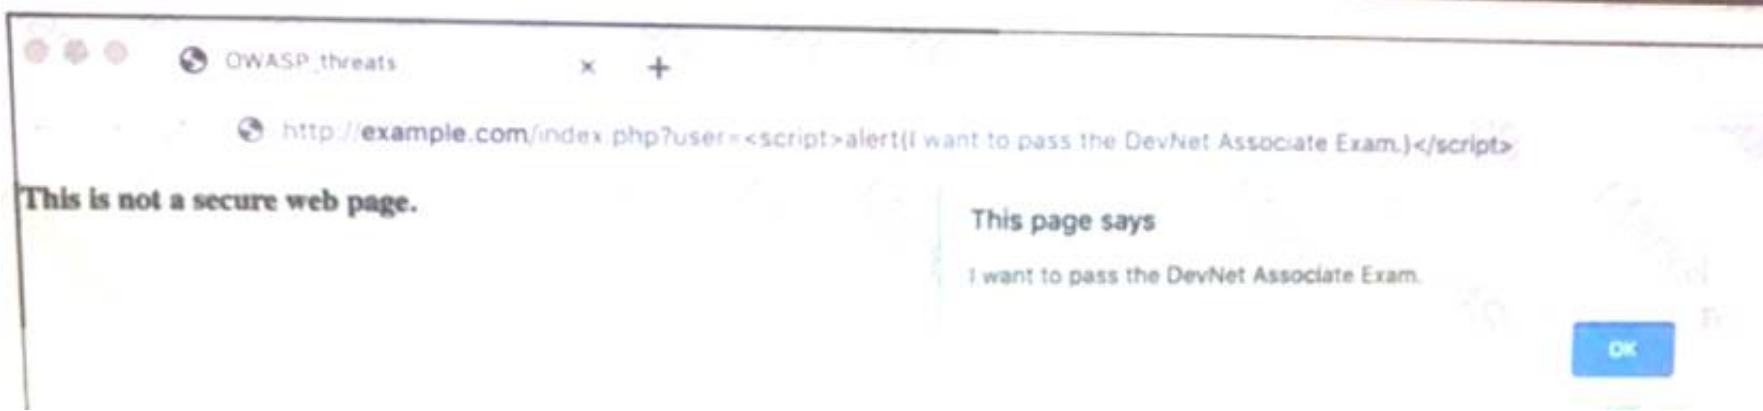 OWASP_threats × +
http://example.com/index.php?user=<script>alert(I want to pass the DevNet Associate Exam.)</script>
This is not a secure web page.
This page says
I want to pass the DevNet Associate Exam.
OK